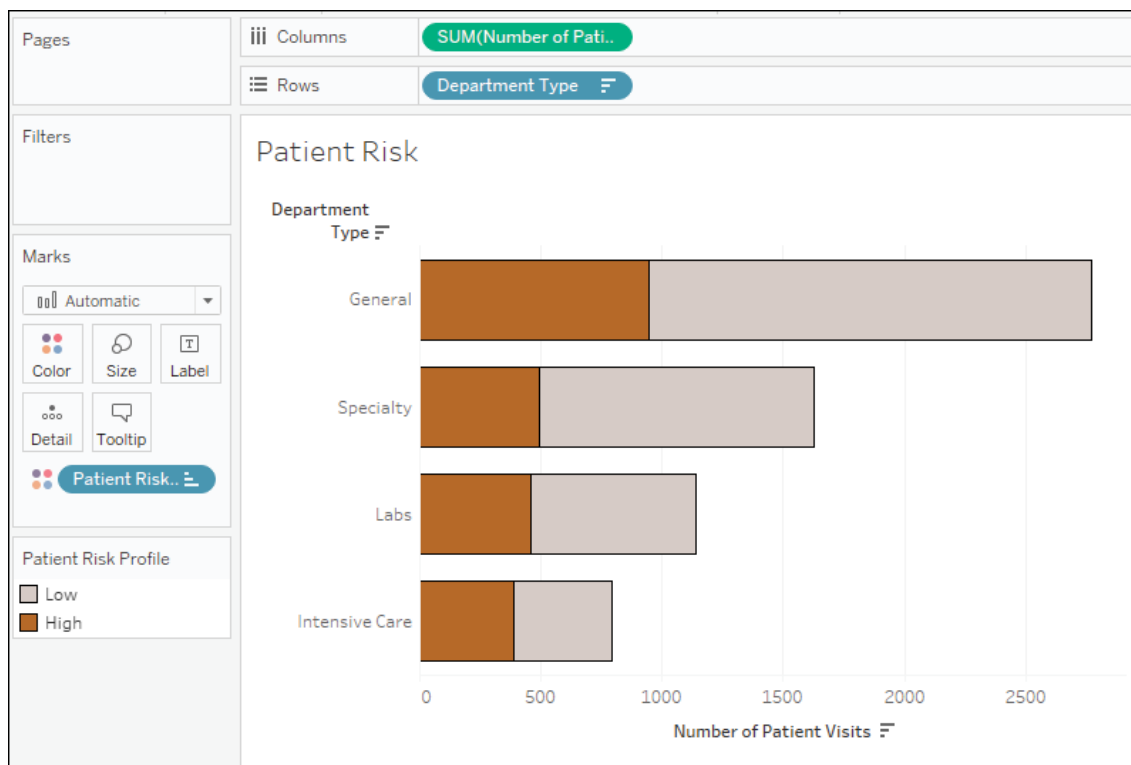 Pages
Columns
SUM(Number of Pati..
Rows
Department Type
Filters
Marks
Automatic
Color
Size
T
Label
Detail
Tooltip
Patient Risk..
Patient Risk Profile
Low
High
Patient Risk
Department
Type
General
Specialty
Labs
Intensive Care
0
500
1000
1500
2000
2500
Number of Patient Visits